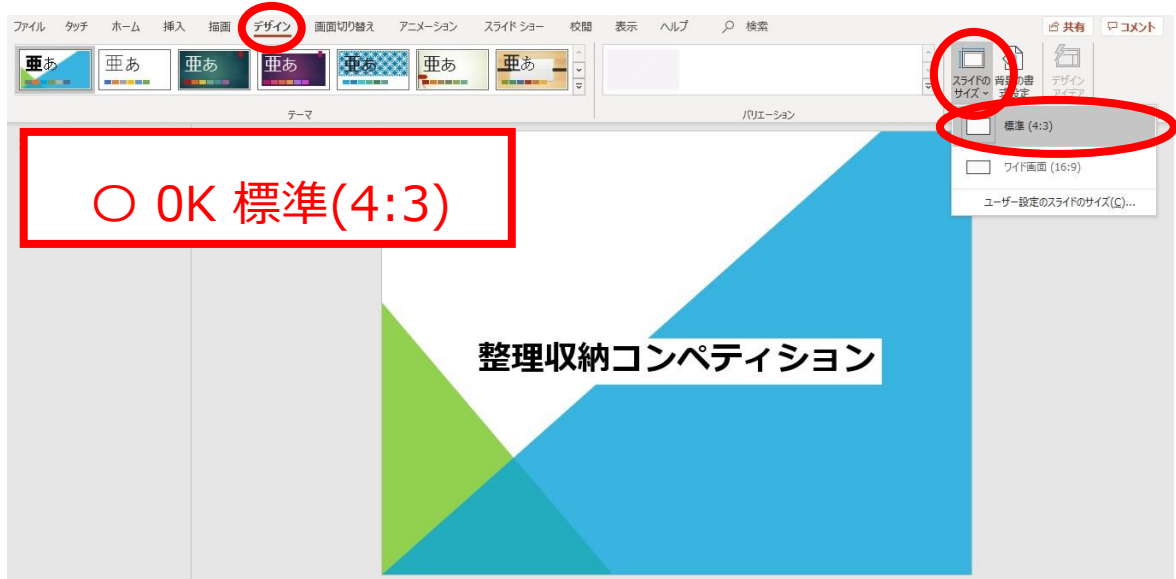 ファイル タッチ ホーム 挿入 描画 デザイン 画面切り替え アニメーション スライド ショー 校閲 表示 ヘルプ 検索 共有 コメント
亜あ 亜あ 亜あ 亜あ 亜あ 亜あ 亜あ
スライドの サイズ
背景の書式設定
デザイン アイデア
テーマ バリエーション
標準 (4:3)
ワイド画面 (16:9)
ユーザー設定のスライドのサイズ(C)...
〇 0K 標準(4:3)
整理収納コンペティション